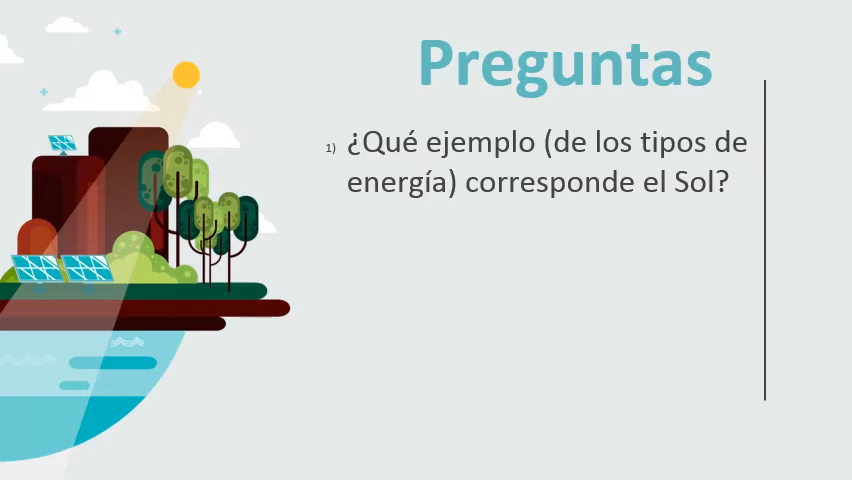 Preguntas
1) ¿Qué ejemplo (de los tipos de
energía) corresponde el Sol?